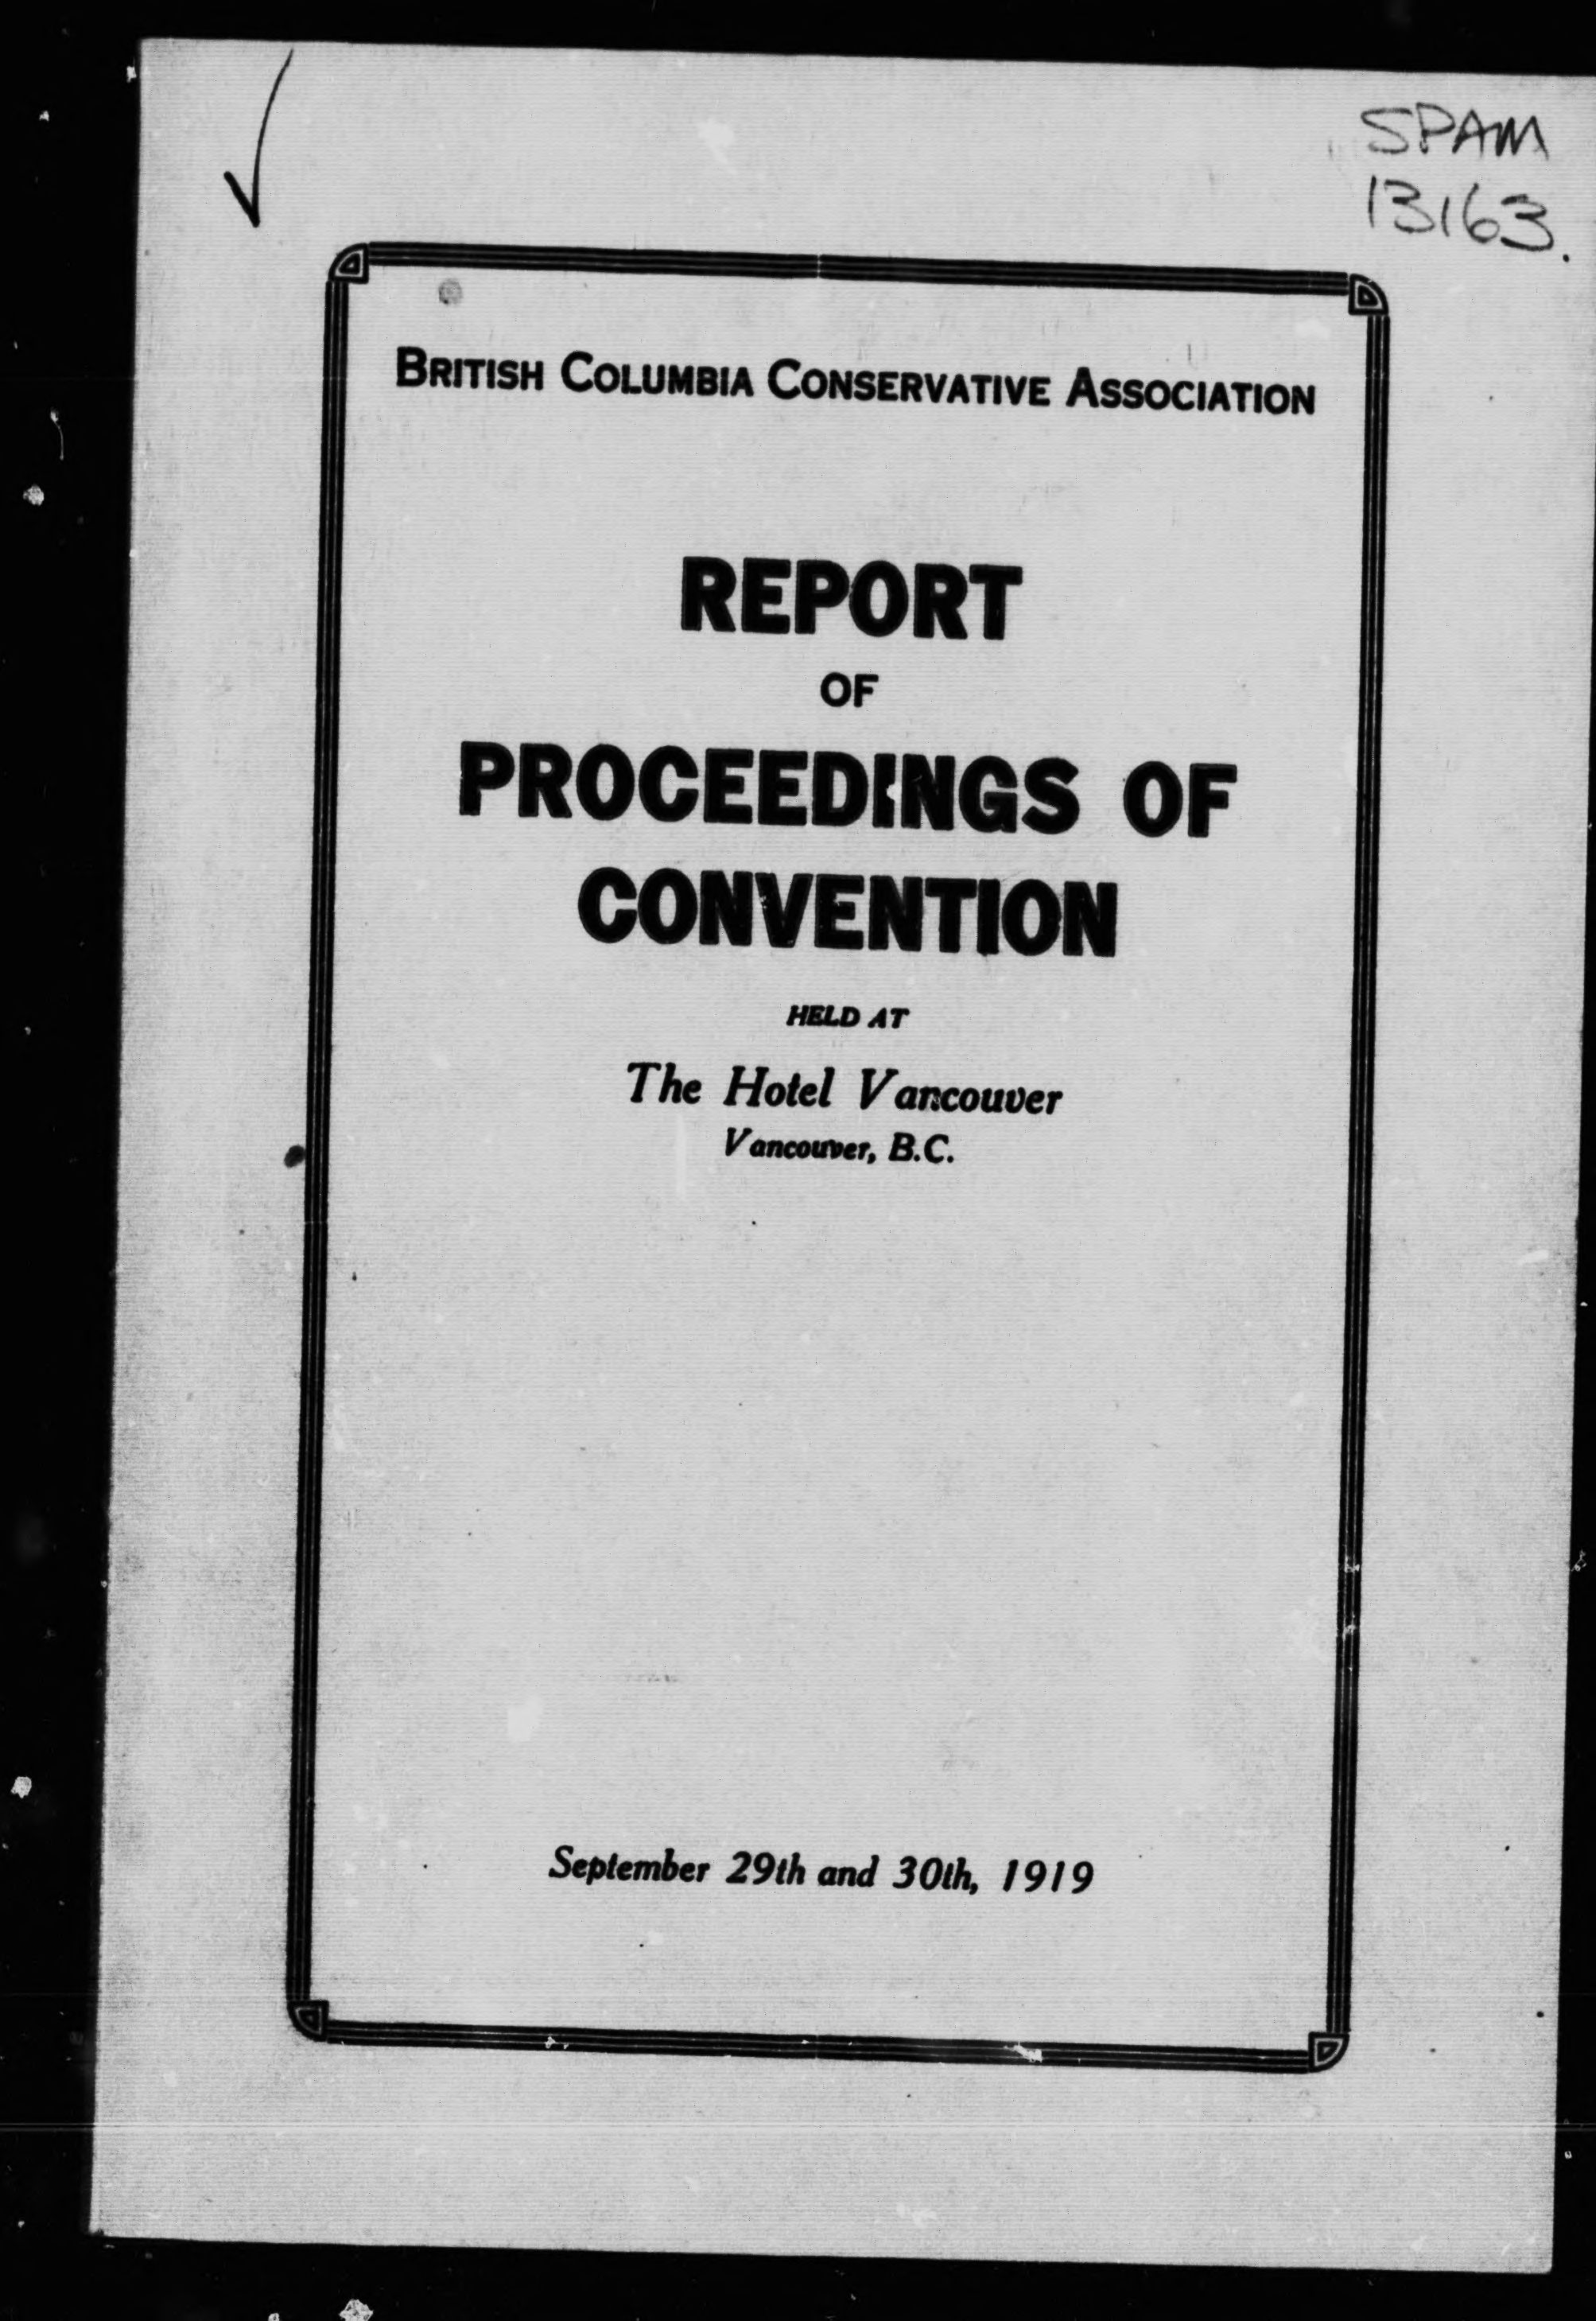 SPAM
13163.
BRITISH COLUMBIA CONSERVATIVE ASSOCIATION
REPORT
OF
PROCEEDINGS OF
CONVENTION
HELD AT
The Hotel Vancouver
Vancouver, B.C.
September 29th and 30th, 1919